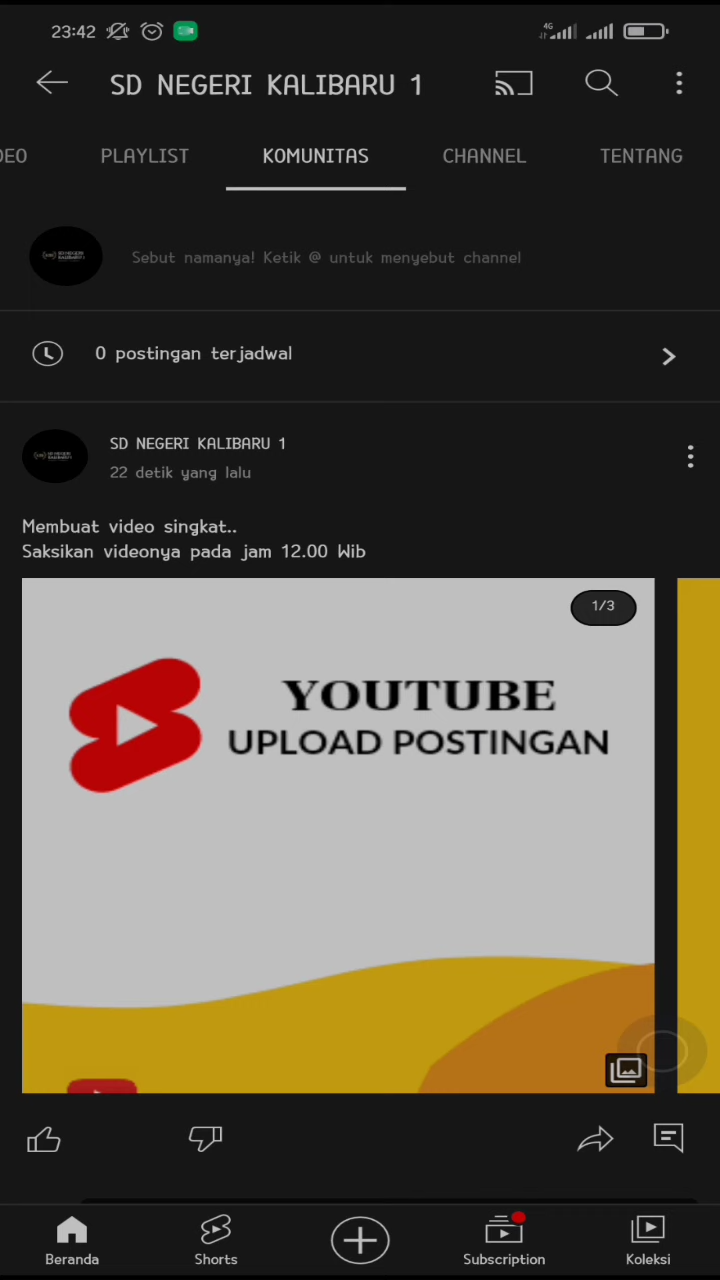 23:42
4G
SD NEGERI KALIBARU 1
DEO PLAYLIST KOMUNITAS CHANNEL TENTANG
Sebut namanya! Ketik @ untuk menyebut channel
0 postingan terjadwal
SD NEGERI KALIBARU 1
22 detik yang lalu
Membuat video singkat..
Saksikan videonya pada jam 12.00 Wib
1/3
YOUTUBE
UPLOAD POSTINGAN
Beranda Shorts Subscription Koleksi